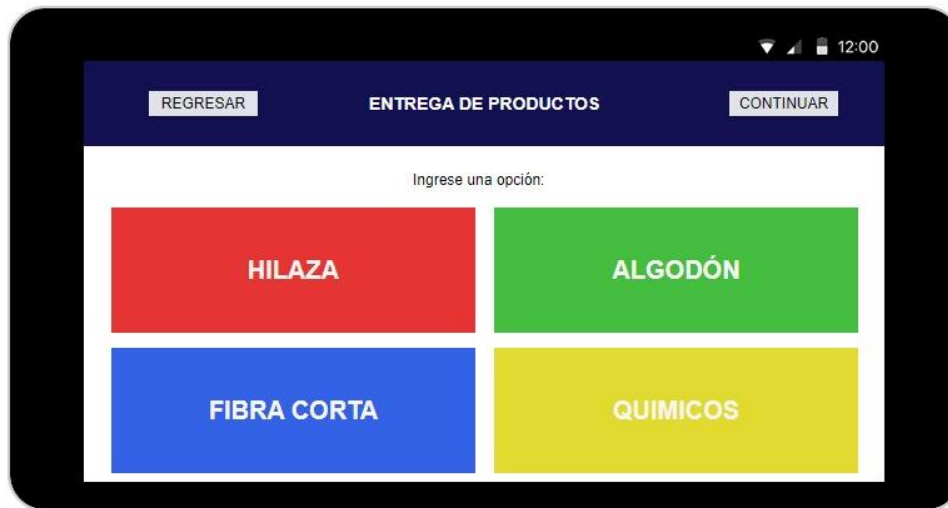 12:00
REGRESAR
ENTREGA DE PRODUCTOS
CONTINUAR
Ingrese una opción:
HILAZA
ALGODÓN
FIBRA CORTA
QUIMICOS